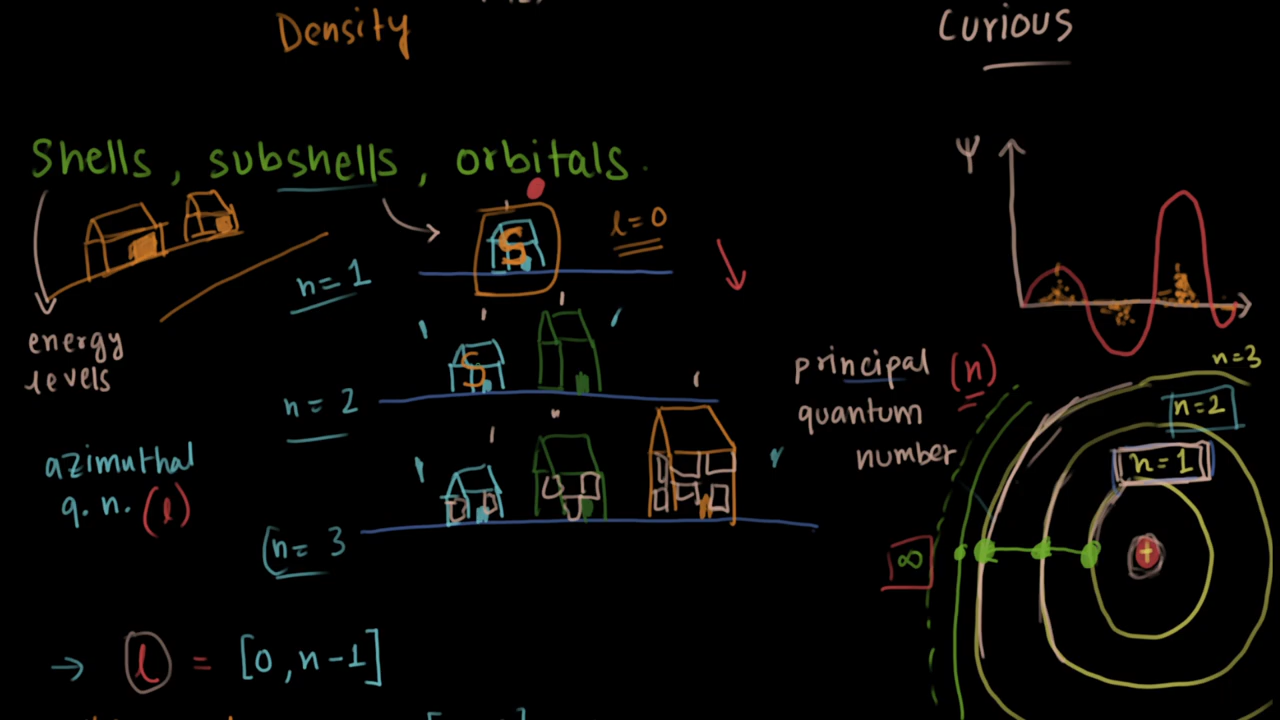 Density
Curious
Shells, subshells, orbitals.
ψ
S
l=0
n=1
energy
levels
S
n=2
principal (n)
quantum
number
n=3
n=2
n=1
+
azimuthal
q. n. (l)
n= 3
∞
→ l = [0, n-1]